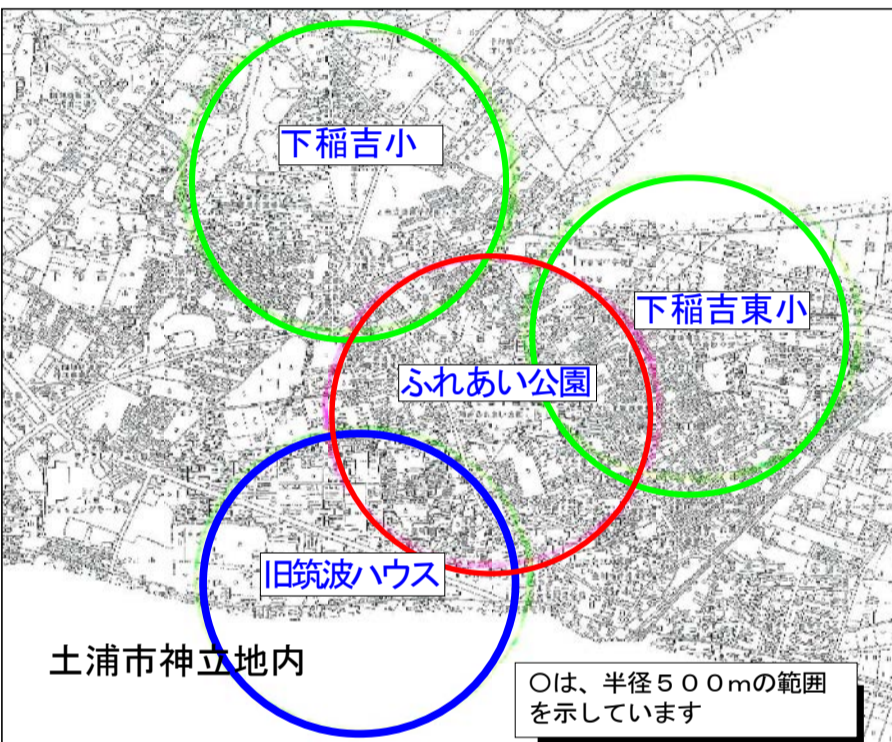 下稲吉小
下稲吉東小
ふれあい公園
旧筑波ハウス
土浦市神立地内
○は、半径５００ｍの範囲
を示しています